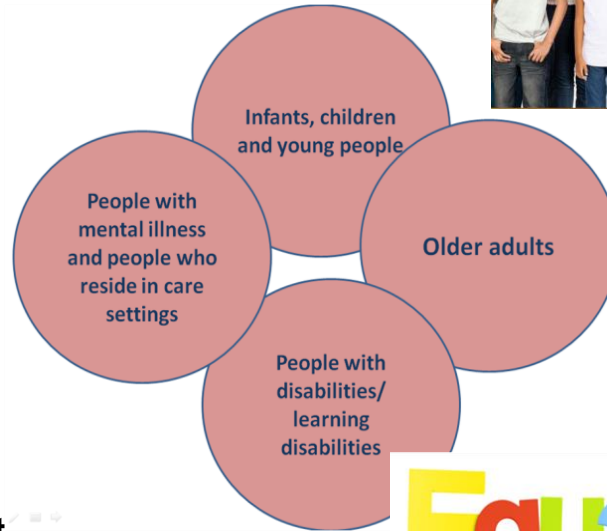 Infants, children
and young people
People with
mental illness
and people who
reside in care
settings
Older adults
People with
disabilities/
learning
disabilities